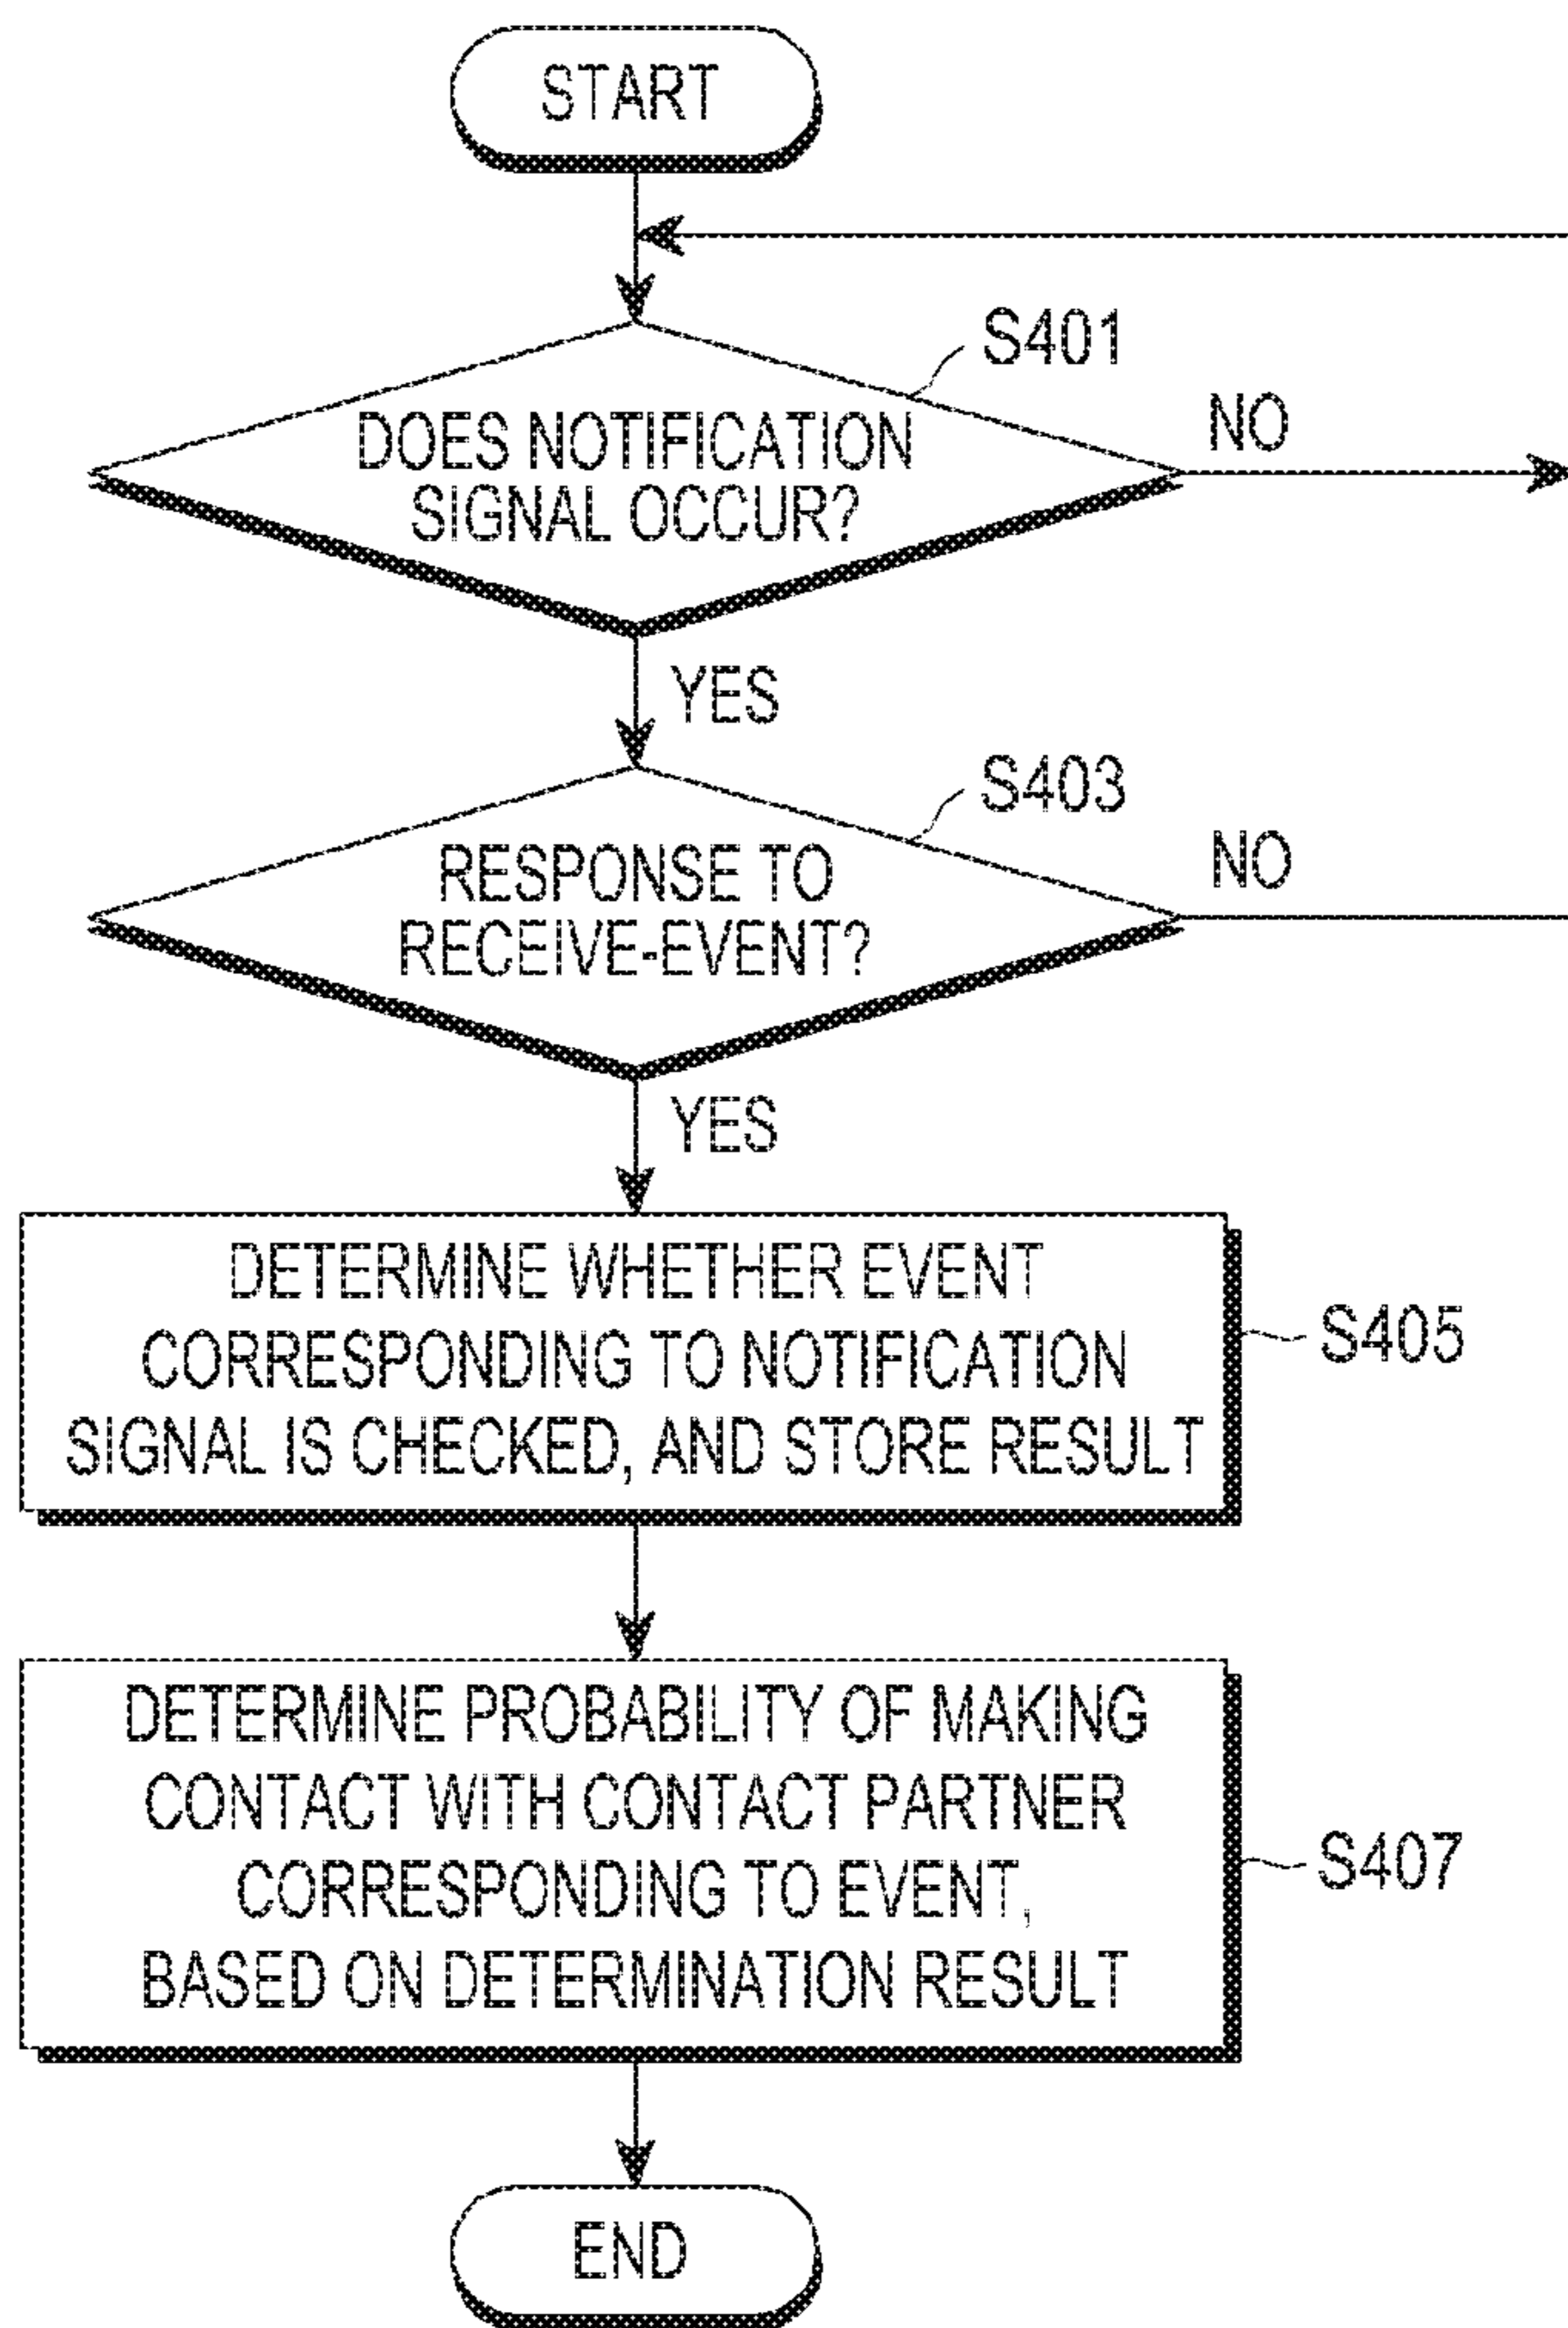 START
S401
DOES NOTIFICATION
SIGNAL OCCUR?
NO
YES
S403
RESPONSE TO
RECEIVE-EVENT?
NO
YES
DETERMINE WHETHER EVENT
CORRESPONDING TO NOTIFICATION
SIGNAL IS CHECKED, AND STORE RESULT
S405
DETERMINE PROBABILITY OF MAKING
CONTACT WITH CONTACT PARTNER
CORRESPONDING TO EVENT,
BASED ON DETERMINATION RESULT
S407
END